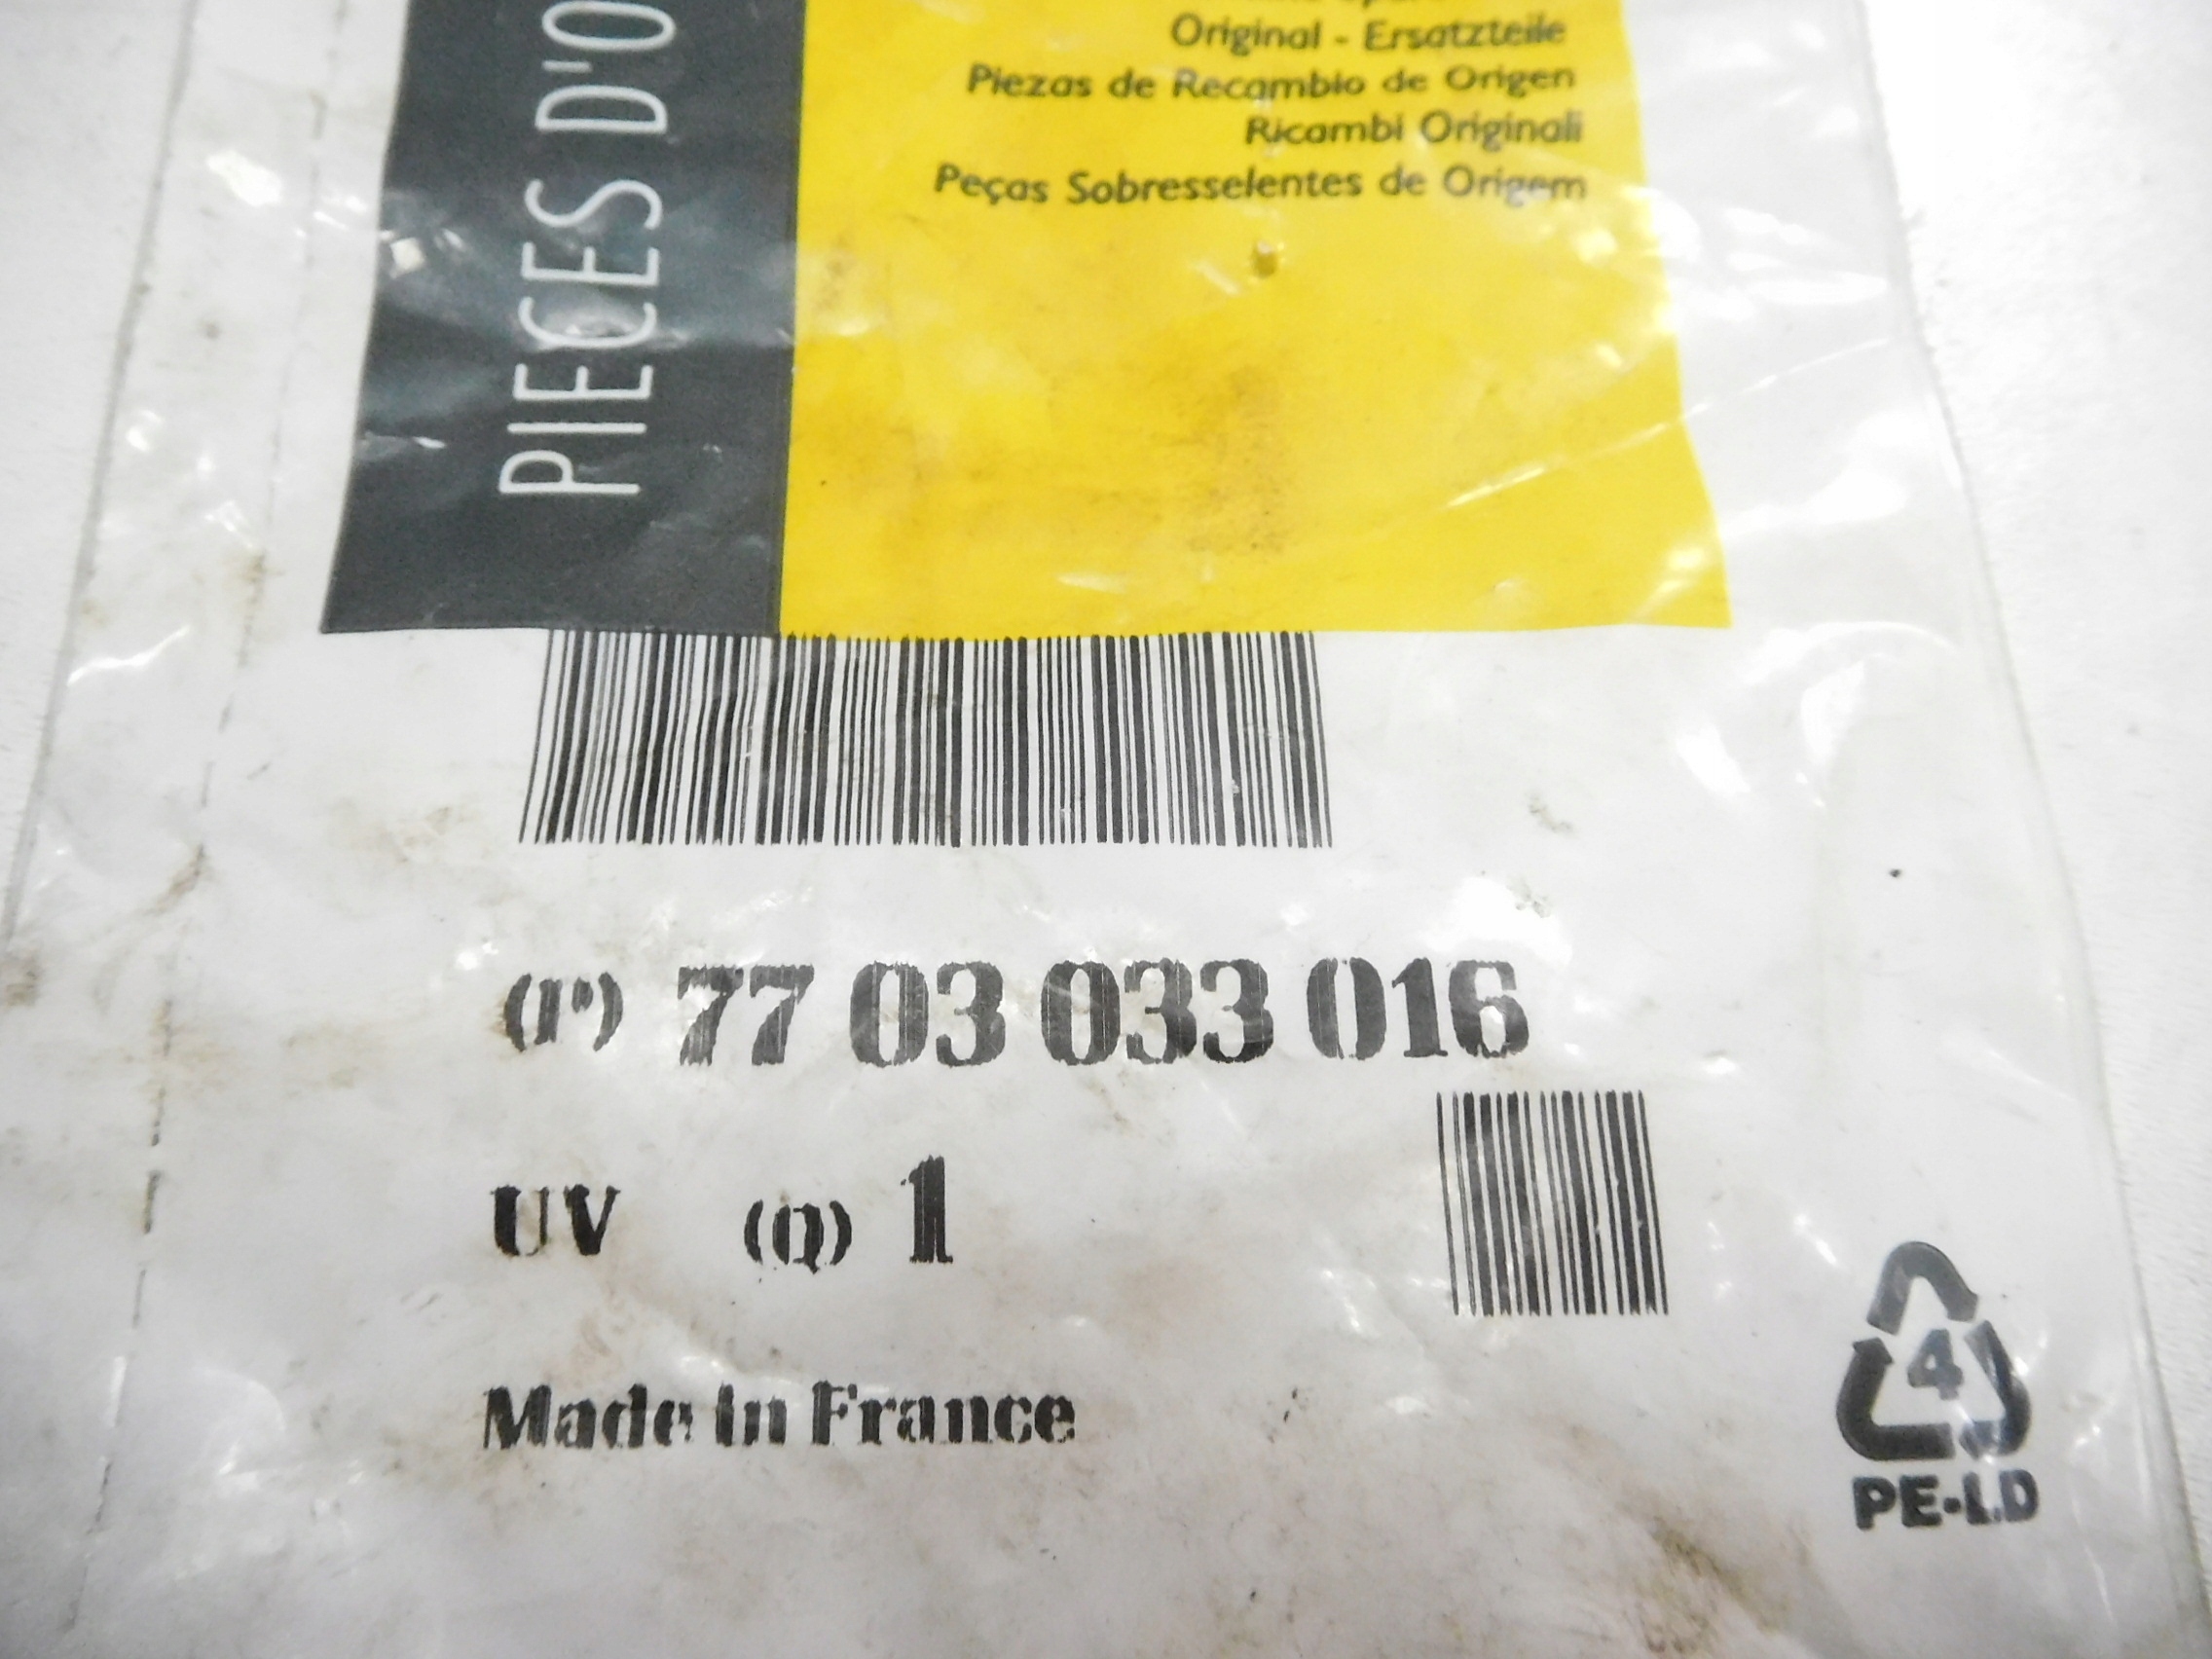 PIECES D'O
Original - Ersatzteile
Piezas de Recambio de Origen
Ricambi Originali
Peças Sobresselentes de Origem
(P) 77 03 033 016
UV (Q) 1
Made in France
4
PE-LD